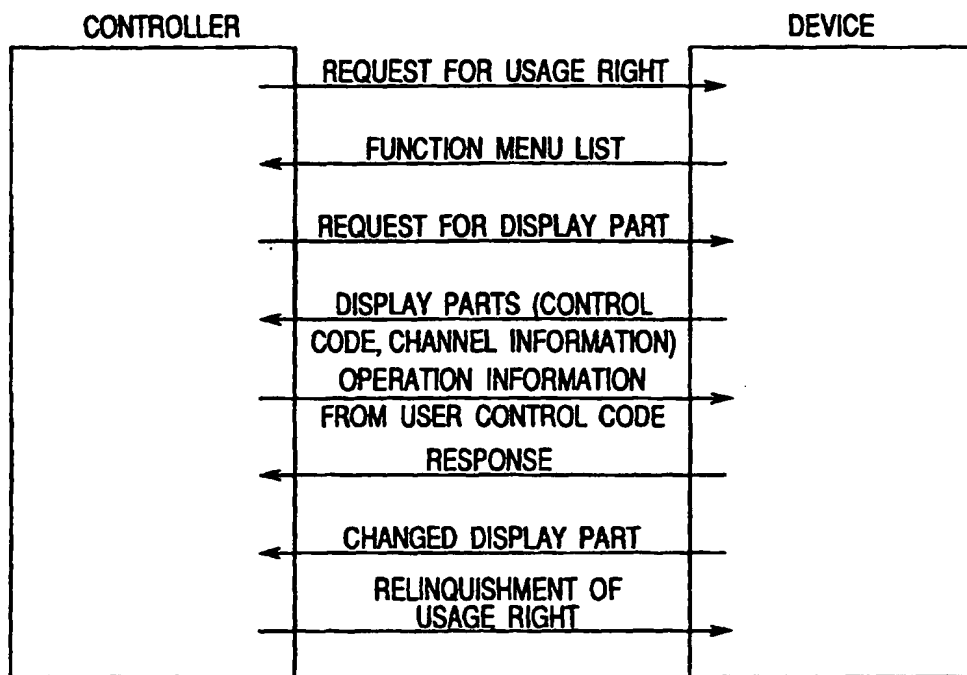 CONTROLLER
DEVICE
REQUEST FOR USAGE RIGHT
FUNCTION MENU LIST
REQUEST FOR DISPLAY PART
DISPLAY PARTS (CONTROL
CODE, CHANNEL INFORMATION)
OPERATION INFORMATION
FROM USER CONTROL CODE
RESPONSE
CHANGED DISPLAY PART
RELINQUISHMENT OF
USAGE RIGHT